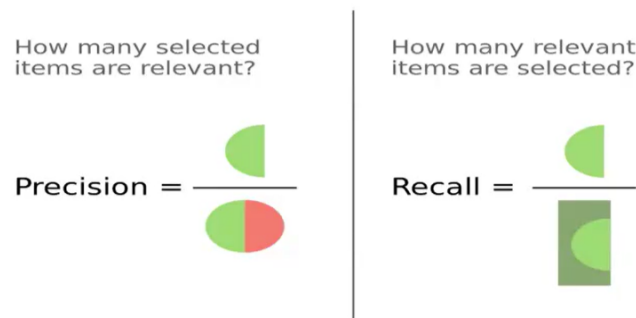 How many selected
items are relevant?
Precision =
How many relevant
items are selected?
Recall =